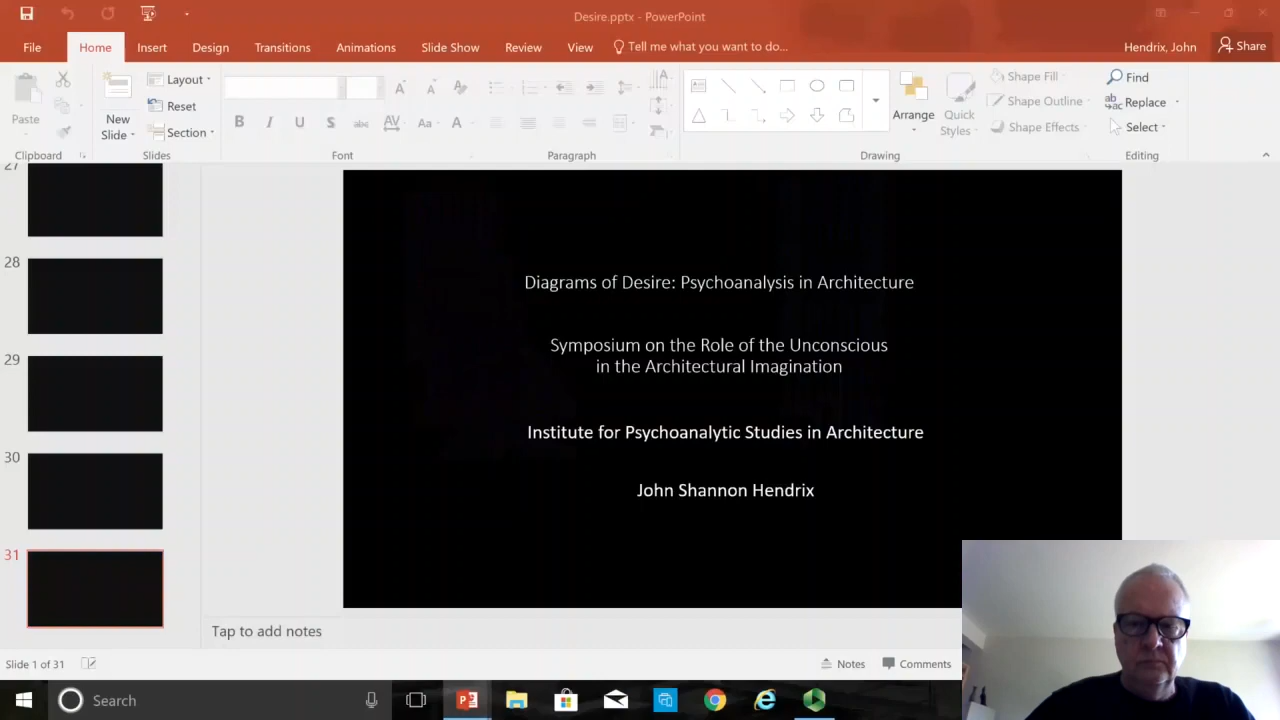 Desire.pptx - PowerPoint
File Home Insert Design Transitions Animations Slide Show Review View Tell me what you want to do... Hendrix, John Share
Paste
New Slide
Layout
Reset
Section
B I U S abc AV Aa A
Arrange
Quick Styles
Shape Fill
Shape Outline
Shape Effects
Find
Replace
Select
Clipboard Slides Font Paragraph Drawing Editing
27
28
29
30
31
Diagrams of Desire: Psychoanalysis in Architecture
Symposium on the Role of the Unconscious
in the Architectural Imagination
Institute for Psychoanalytic Studies in Architecture
John Shannon Hendrix
Tap to add notes
Slide 1 of 31 Notes Comments
Search